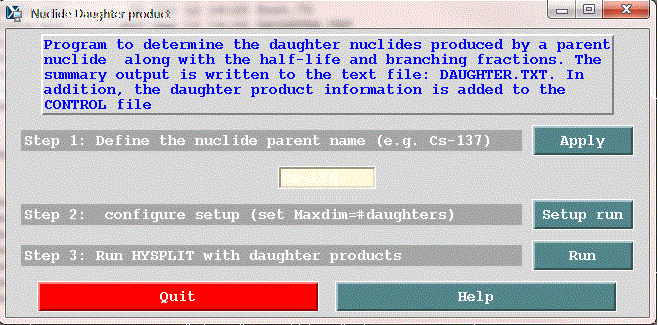 Nuclide Daughter product
Program to determine the daughter nuclides produced by a parent
nuclide along with the half-life and branching fractions. The
summary output is written to the text file: DAUGHTER.TXT. In
addition, the daughter product information is added to the
CONTROL file
Step 1: Define the nuclide parent name (e.g. Cs-137)
Apply
Step 2: configure setup (set Maxdim=#daughters)
Setup run
Step 3: Run HYSPLIT with daughter products
Run
Quit
Help